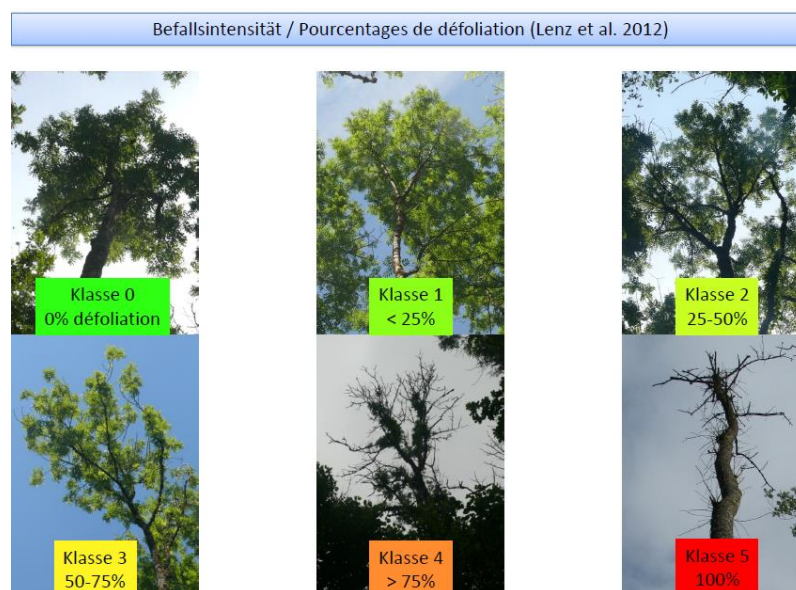 Befallsintensität / Pourcentages de défoliation (Lenz et al. 2012)
Klasse 0
0% défoliation
Klasse 1
< 25%
Klasse 2
25-50%
Klasse 3
50-75%
Klasse 4
> 75%
Klasse 5
100%